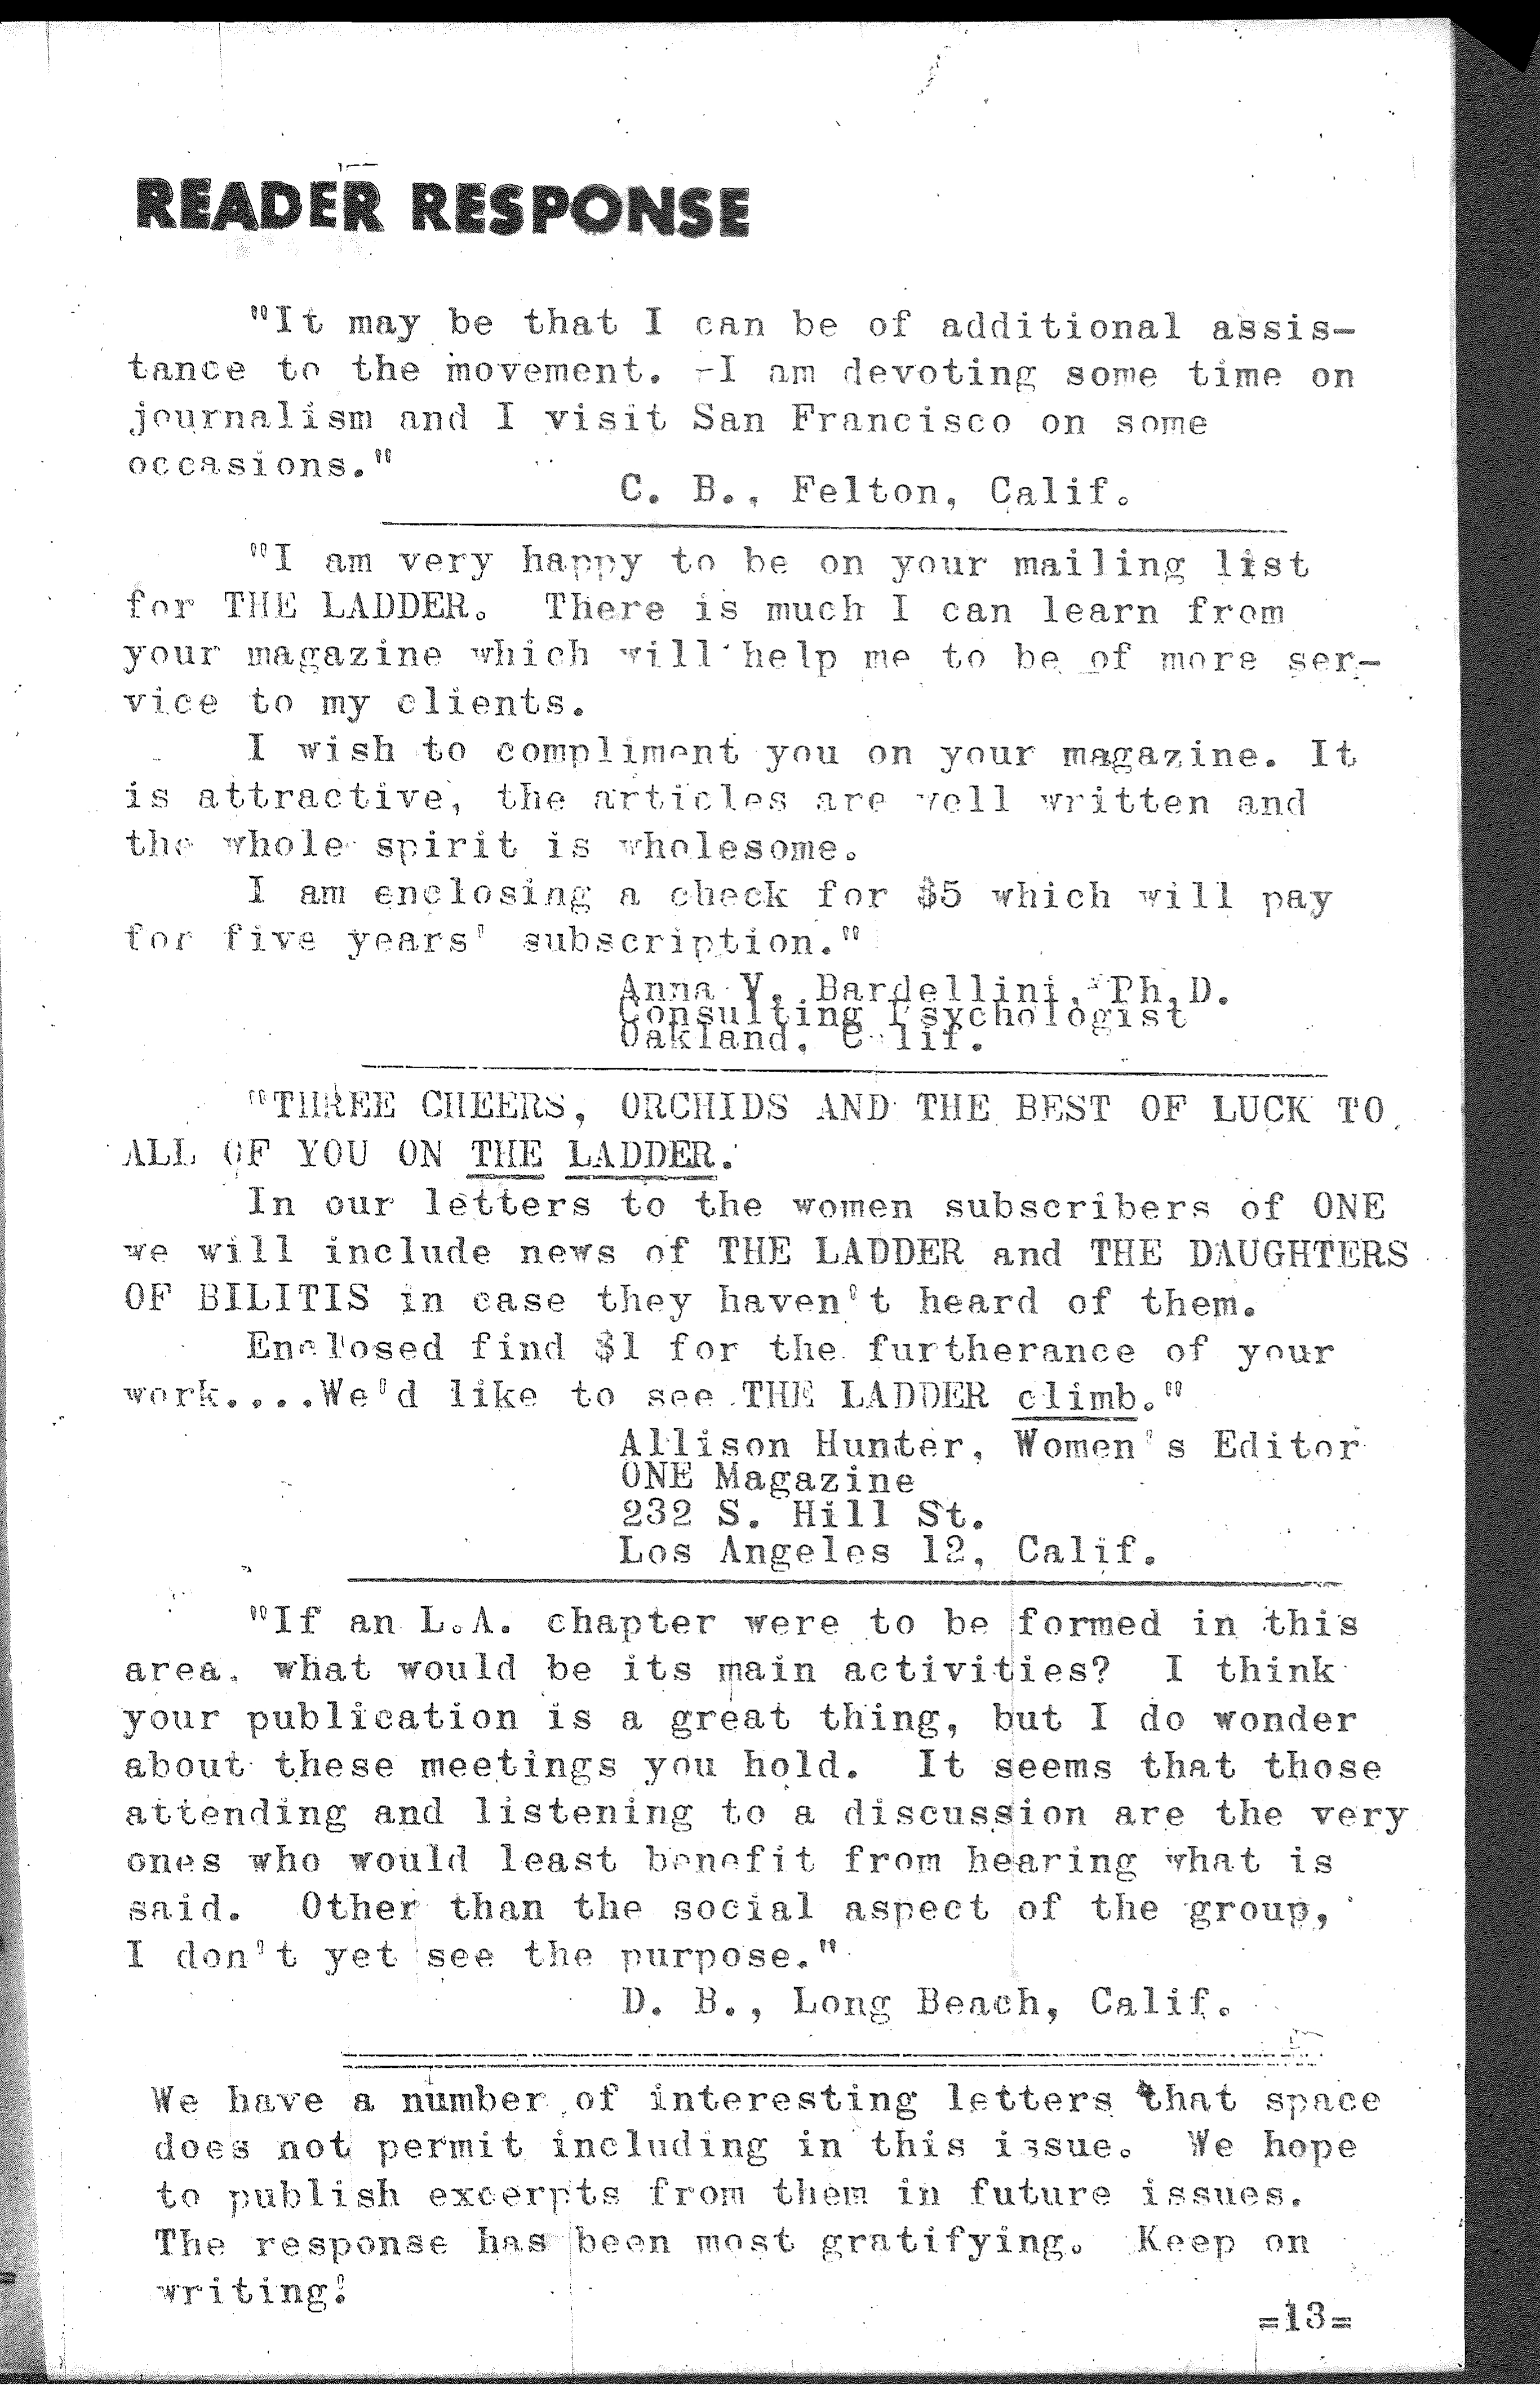 READER RESPONSE
"It may be that I can be of additional assis-
tance to the movement. -I am devoting some time on
journalism and I visit San Francisco on some
occasions."
C. B., Felton, Calif.
"I am very happy to be on your mailing list
for THE LADDER. There is much I can learn from
your magazine which will help me to be of more ser-
vice to my clients.
I wish to compliment you on your magazine. It
is attractive, the articles are well written and
the whole spirit is wholesome.
I am enclosing a check for $5 which will pay
for five years' subscription."
Anna V. Bardellini, Ph.D.
Consulting Psychologist
Oakland, Calif.
"THREE CHEERS, ORCHIDS AND THE BEST OF LUCK TO
ALL OF YOU ON THE LADDER.
In our letters to the women subscribers of ONE
we will include news of THE LADDER and THE DAUGHTERS
OF BILITIS in case they haven't heard of them.
Enclosed find $1 for the furtherance of your
work....We'd like to see THE LADDER climb."
Allison Hunter, Women's Editor
ONE Magazine
232 S. Hill St.
Los Angeles 12, Calif.
"If an L.A. chapter were to be formed in this
area, what would be its main activities? I think
your publication is a great thing, but I do wonder
about these meetings you hold. It seems that those
attending and listening to a discussion are the very
ones who would least benefit from hearing what is
said. Other than the social aspect of the group,
I don't yet see the purpose."
D. B., Long Beach, Calif.
We have a number of interesting letters that space
does not permit including in this issue. We hope
to publish excerpts from them in future issues.
The response has been most gratifying. Keep on
writing!
=13=